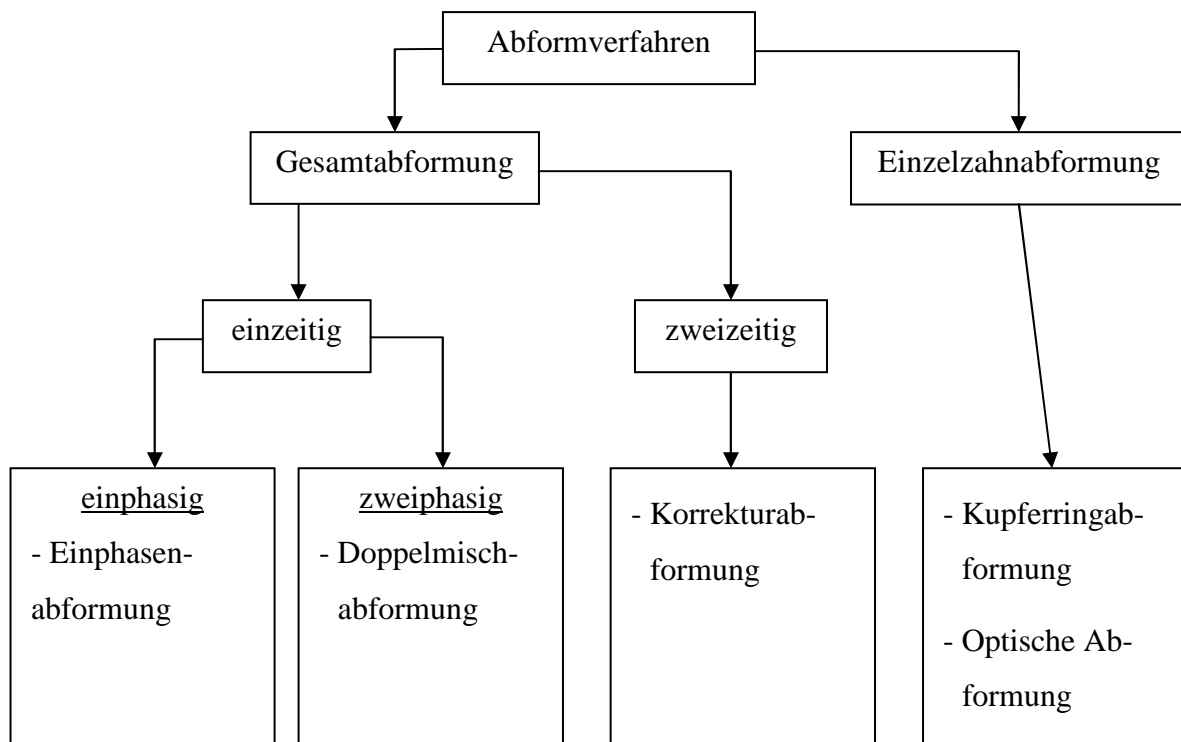 Abformverfahren
Gesamtabformung
Einzelzahnabformung
einzeitig
zweizeitig
einphasig
- Einphasen-
abformung
zweiphasig
- Doppelmisch-
abformung
- Korrekturab-
formung
- Kupferringab-
formung
- Optische Ab-
formung